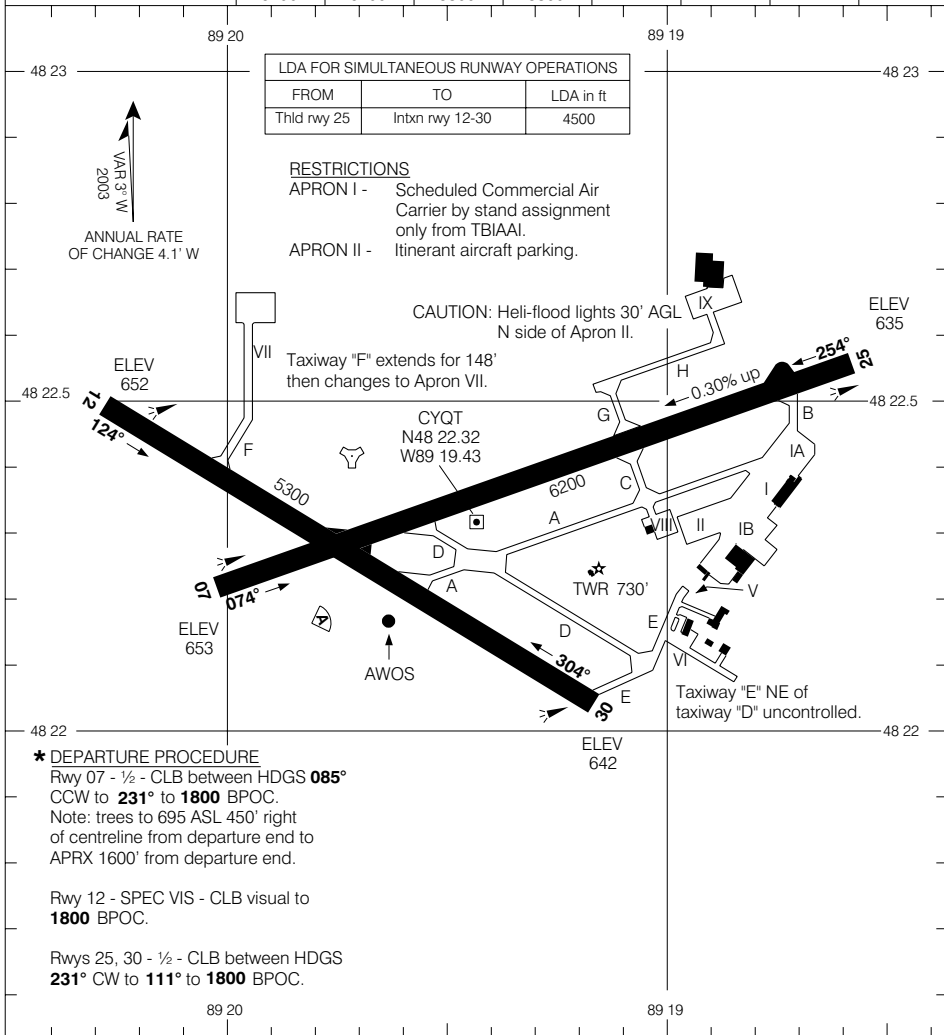 89 20
89 19
48 23
48 23
LDA FOR SIMULTANEOUS RUNWAY OPERATIONS
FROM TO LDA in ft
Thld rwy 25 Intxn rwy 12-30 4500
VAR 3° W
2003
ANNUAL RATE
OF CHANGE 4.1' W
RESTRICTIONS
APRON I - Scheduled Commercial Air
Carrier by stand assignment
only from TBIAAI.
APRON II - Itinerant aircraft parking.
CAUTION: Heli-flood lights 30' AGL
N side of Apron II.
IX
ELEV
635
VII
Taxiway "F" extends for 148'
then changes to Apron VII.
ELEV
652
H
254°
25
0.30% up
48 22.5
48 22.5
12
124°
G
B
CYQT
N48 22.32
W89 19.43
F
IA
5300
6200
C
I
A
VIII
II
IB
D
TWR 730'
07
074°
A
V
ELEV
653
A
D
E
AWOS
304°
VI
E
30
Taxiway "E" NE of
taxiway "D" uncontrolled.
48 22
48 22
ELEV
642
* DEPARTURE PROCEDURE
Rwy 07 - ½ - CLB between HDGS 085°
CCW to 231° to 1800 BPOC.
Note: trees to 695 ASL 450' right
of centreline from departure end to
APRX 1600' from departure end.
Rwy 12 - SPEC VIS - CLB visual to
1800 BPOC.
Rwys 25, 30 - ½ - CLB between HDGS
231° CW to 111° to 1800 BPOC.
89 20
89 19